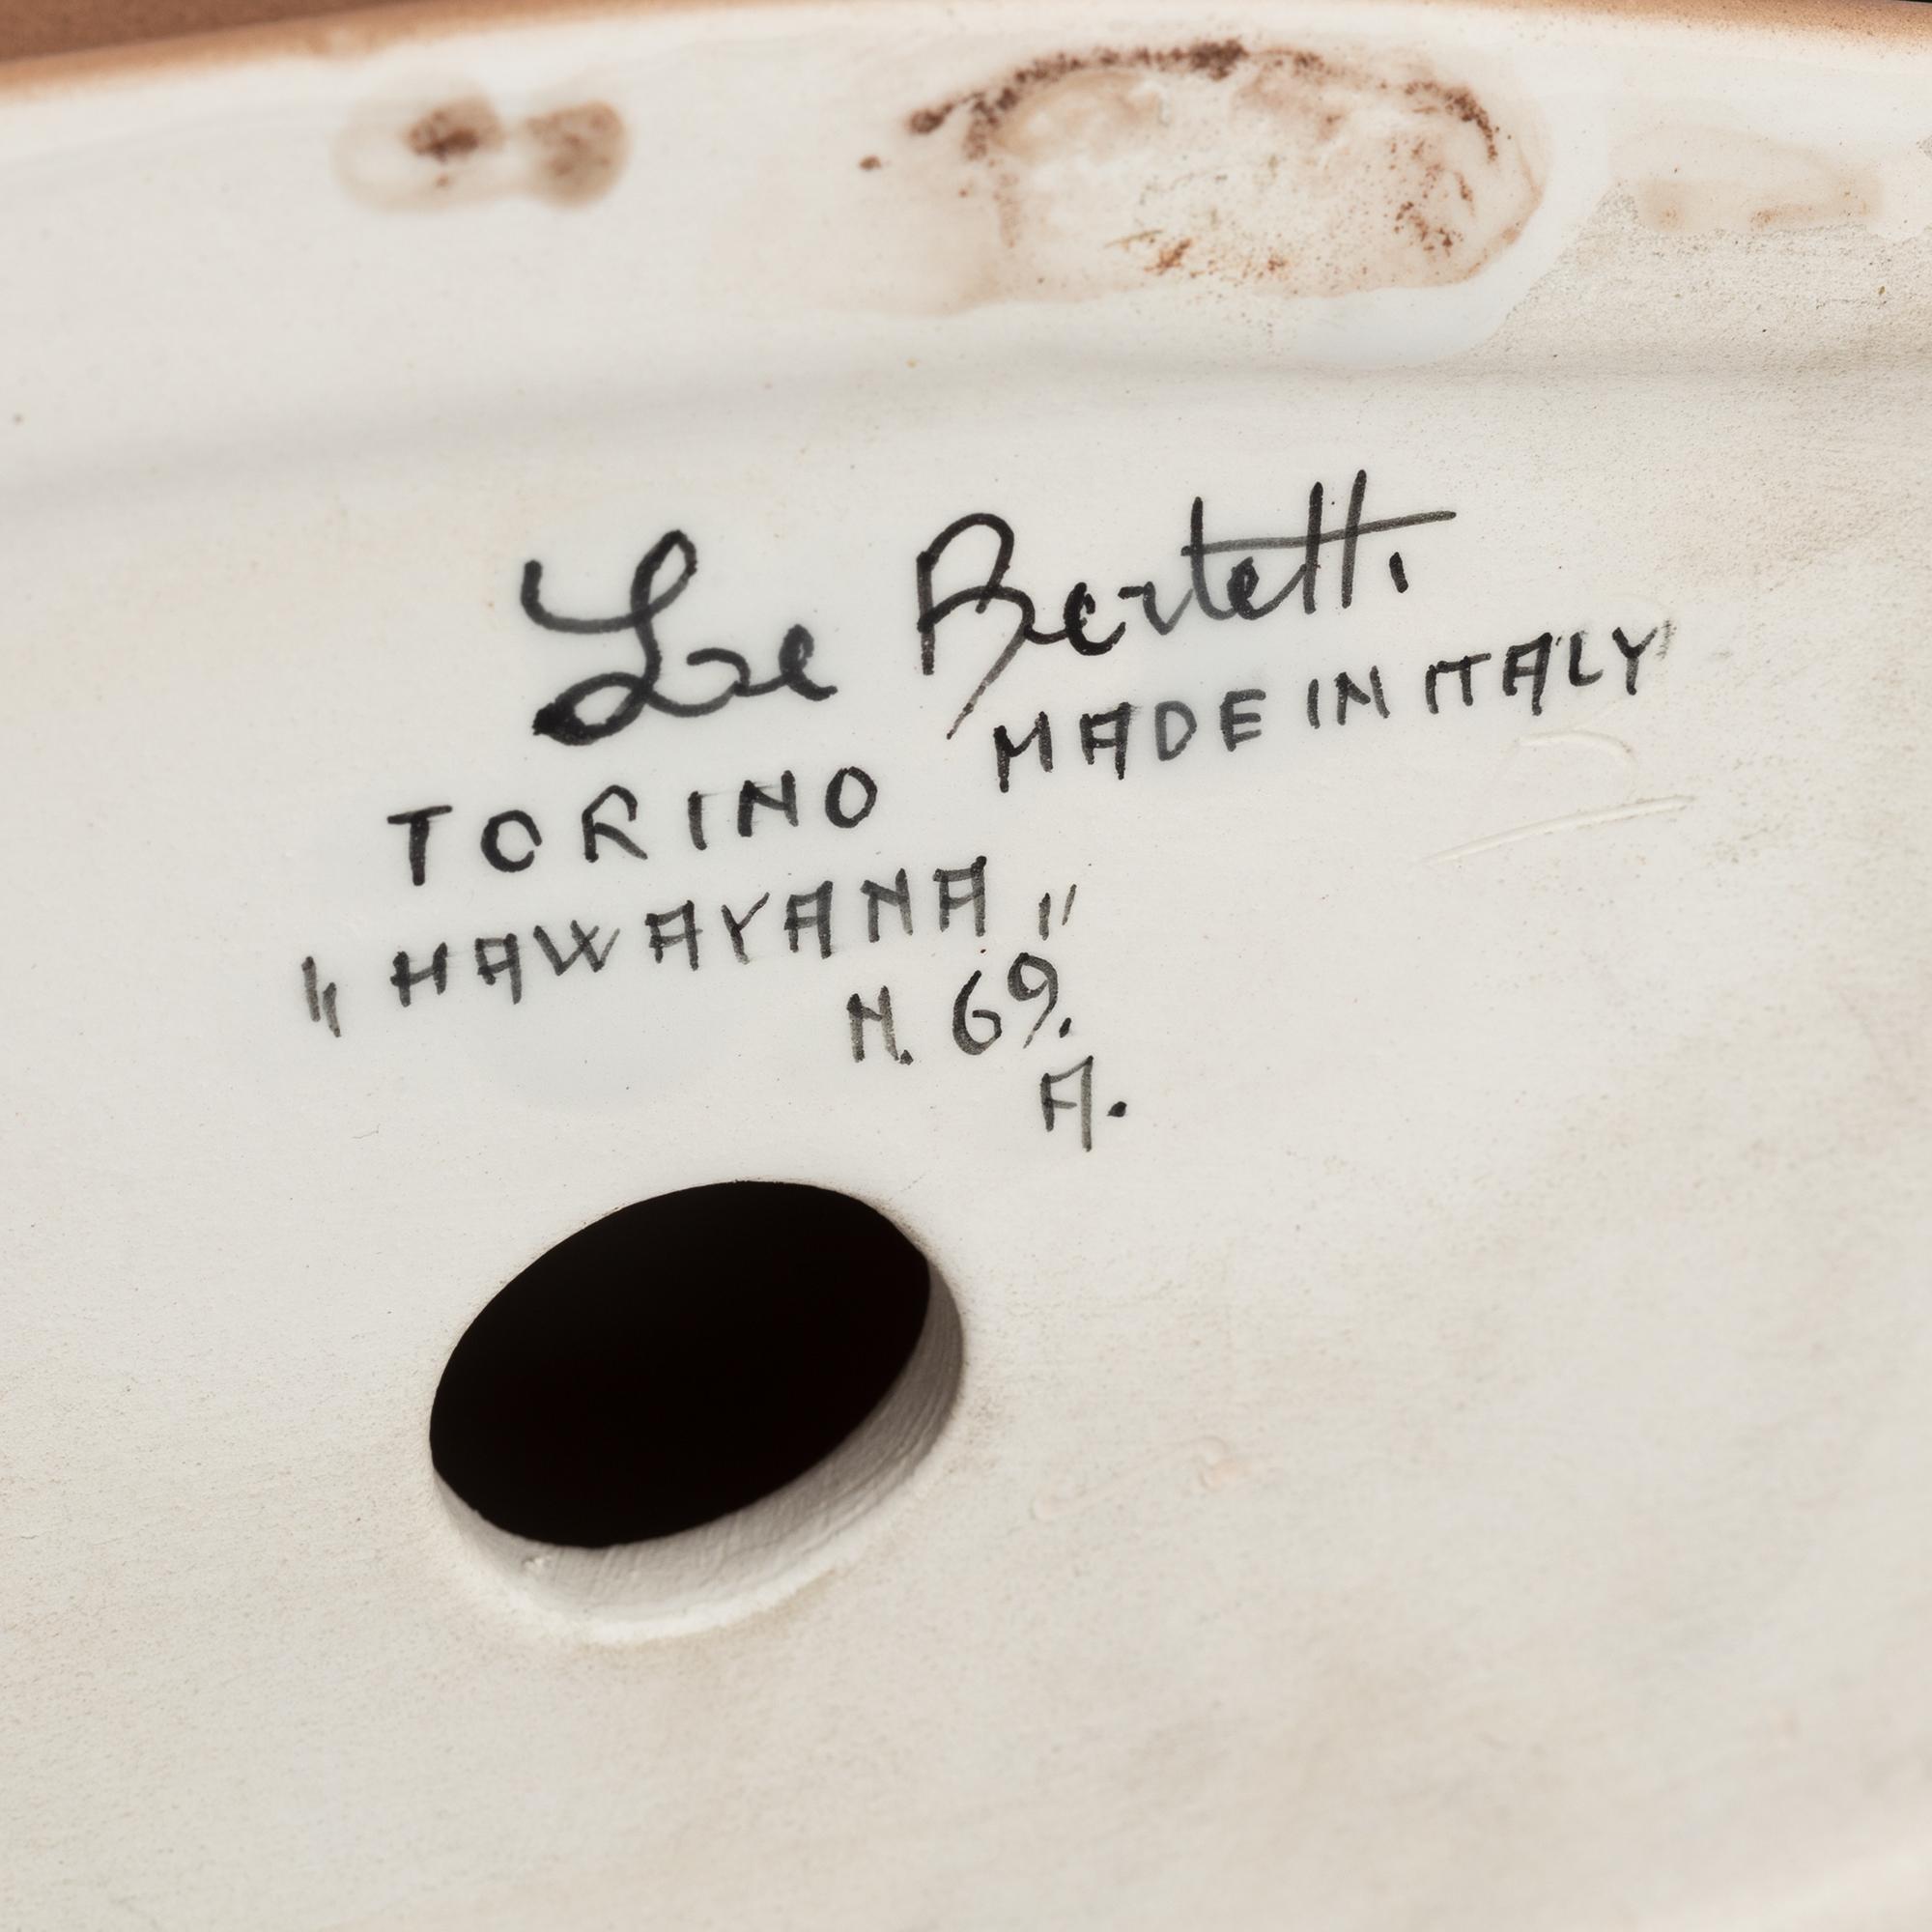 Le Bertetti
TORINO MADE IN ITALY
"HAWAYANA"
N. 69.
A.